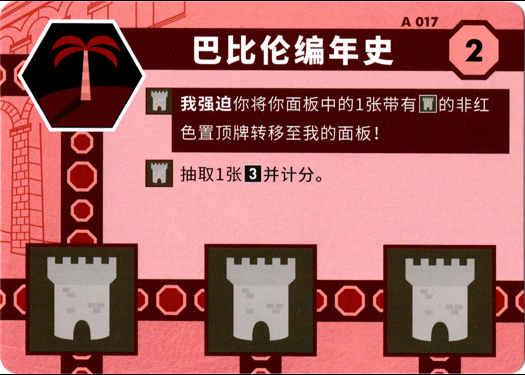 A 017
巴比伦编年史
2
我强迫你将你面板中的1张带有的非红
色置顶牌转移至我的面板！
抽取1张3并计分。